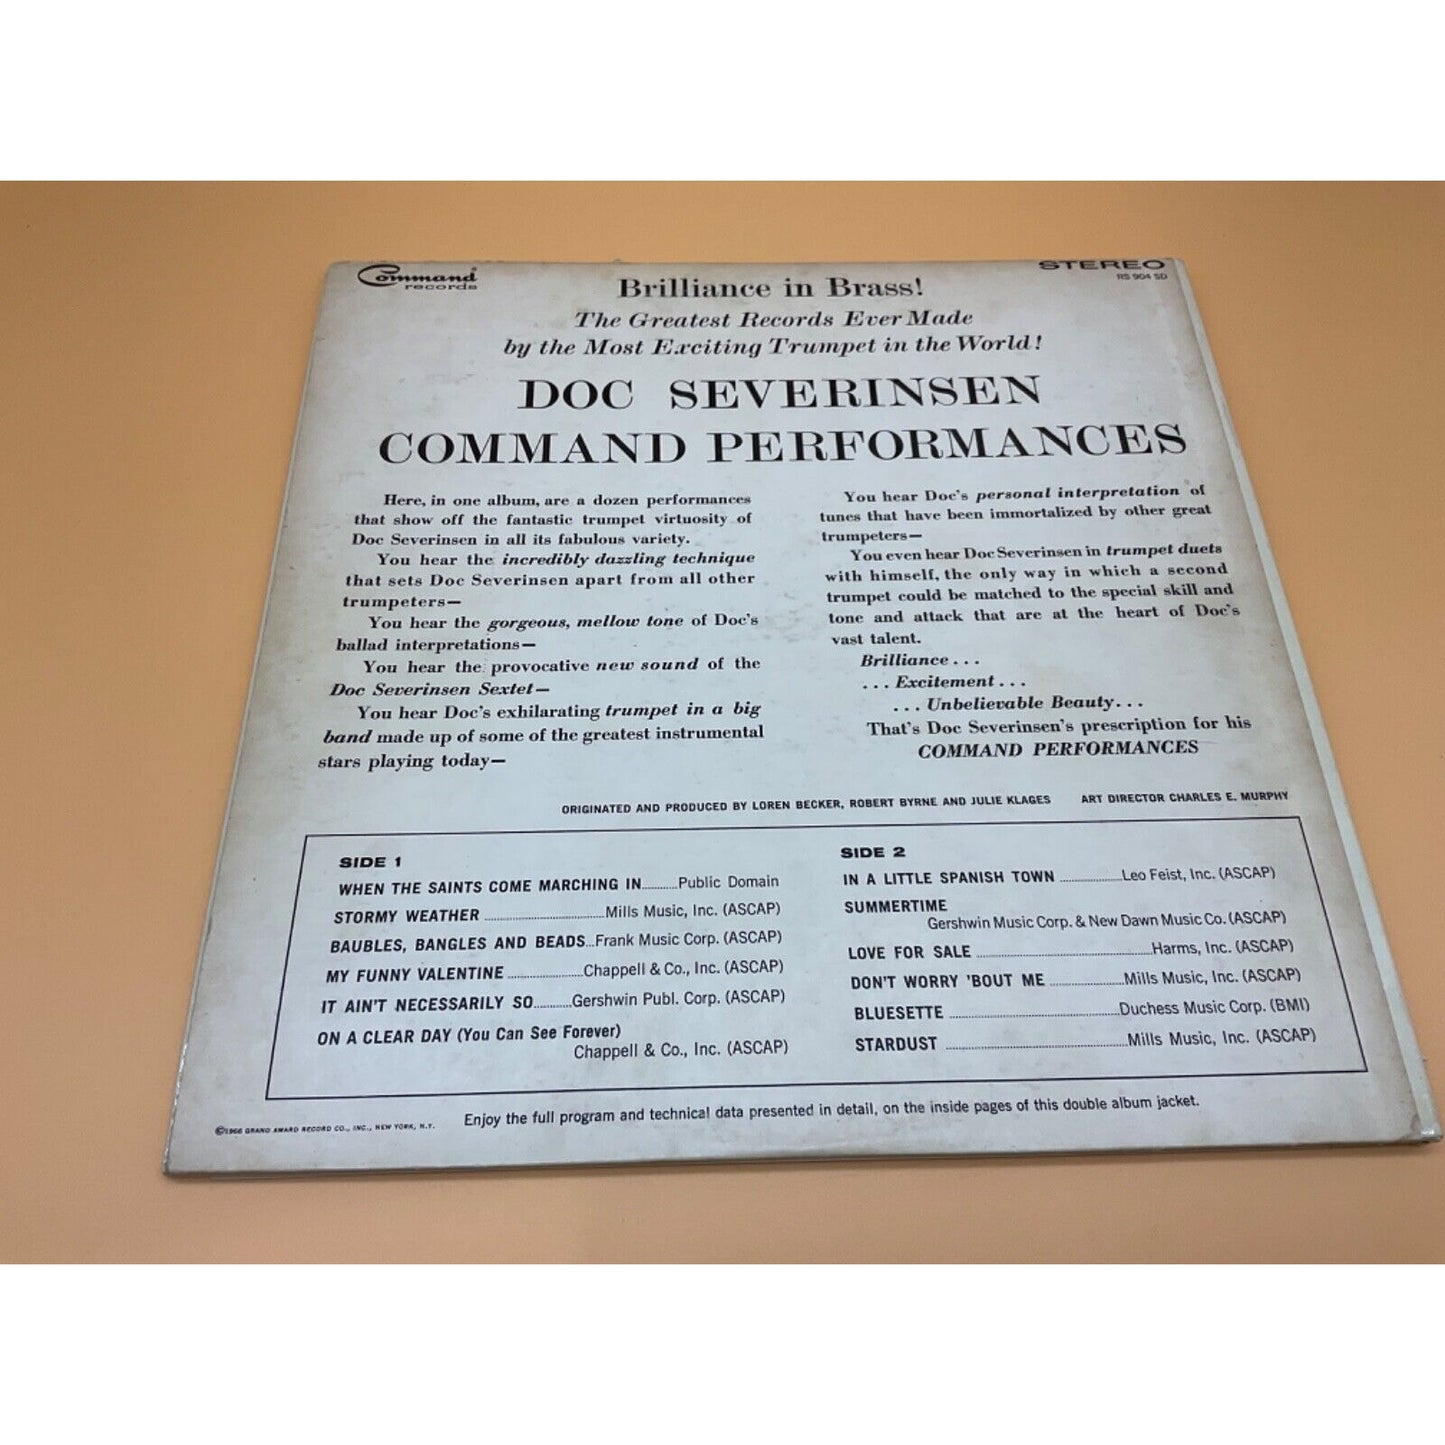 Command
records
STEREO
RS 904 SD
Brilliance in Brass!
The Greatest Records Ever Made
by the Most Exciting Trumpet in the World!
DOC SEVERINSEN
COMMAND PERFORMANCES
Here, in one album, are a dozen performances
that show off the fantastic trumpet virtuosity of
Doc Severinsen in all its fabulous variety.
You hear the incredibly dazzling technique
that sets Doc Severinsen apart from all other
trumpeters—
You hear the gorgeous, mellow tone of Doc's
ballad interpretations—
You hear the provocative new sound of the
Doc Severinsen Sextet—
You hear Doc's exhilarating trumpet in a big
band made up of some of the greatest instrumental
stars playing today—
You hear Doc's personal interpretation of
tunes that have been immortalized by other great
trumpeters—
You even hear Doc Severinsen in trumpet duets
with himself, the only way in which a second
trumpet could be matched to the special skill and
tone and attack that are at the heart of Doc's
vast talent.
Brilliance...
...Excitement...
...Unbelievable Beauty...
That's Doc Severinsen's prescription for his
COMMAND PERFORMANCES
ORIGINATED AND PRODUCED BY LOREN BECKER, ROBERT BYRNE AND JULIE KLAGES ART DIRECTOR CHARLES E. MURPHY
SIDE 1
WHEN THE SAINTS COME MARCHING IN..........Public Domain
STORMY WEATHER ..........Mills Music, Inc. (ASCAP)
BAUBLES, BANGLES AND BEADS...Frank Music Corp. (ASCAP)
MY FUNNY VALENTINE ..........Chappell & Co., Inc. (ASCAP)
IT AIN'T NECESSARILY SO..........Gershwin Publ. Corp. (ASCAP)
ON A CLEAR DAY (You Can See Forever)
Chappell & Co., Inc. (ASCAP)
SIDE 2
IN A LITTLE SPANISH TOWN ..........Leo Feist, Inc. (ASCAP)
SUMMERTIME
Gershwin Music Corp. & New Dawn Music Co. (ASCAP)
LOVE FOR SALE ..........Harms, Inc. (ASCAP)
DON'T WORRY 'BOUT ME ..........Mills Music, Inc. (ASCAP)
BLUESETTE ..........Duchess Music Corp. (BMI)
STARDUST ..........Mills Music, Inc. (ASCAP)
©1966 GRAND AWARD RECORD CO., INC., NEW YORK, N.Y.
Enjoy the full program and technical data presented in detail, on the inside pages of this double album jacket.